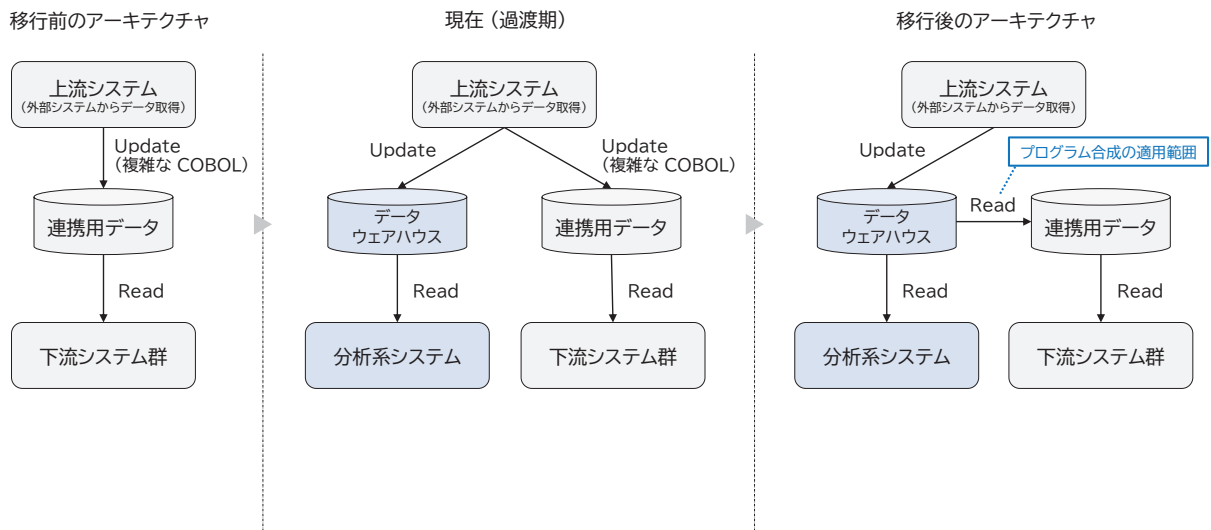 移行前のアーキテクチャ
上流システム
(外部システムからデータ取得)
Update
(複雑な COBOL)
連携用データ
Read
下流システム群
現在(過渡期)
上流システム
(外部システムからデータ取得)
Update
Update
(複雑な COBOL)
データ
ウェアハウス
連携用データ
Read
Read
分析系システム
下流システム群
移行後のアーキテクチャ
上流システム
(外部システムからデータ取得)
Update
プログラム合成の適用範囲
データ
ウェアハウス
Read
連携用データ
Read
Read
分析系システム
下流システム群